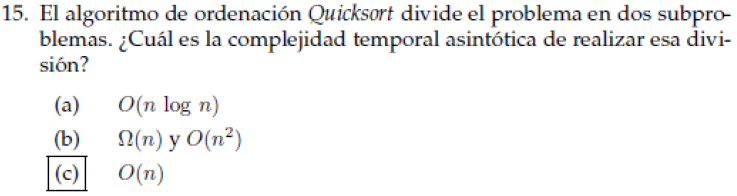 15. El algoritmo de ordenación Quicksort divide el problema en dos subpro-
blemas. ¿Cuál es la complejidad temporal asintótica de realizar esa divi-
sión?
(a) O(n log n)
(b) Ω(n) y O(n²)
(c) O(n)